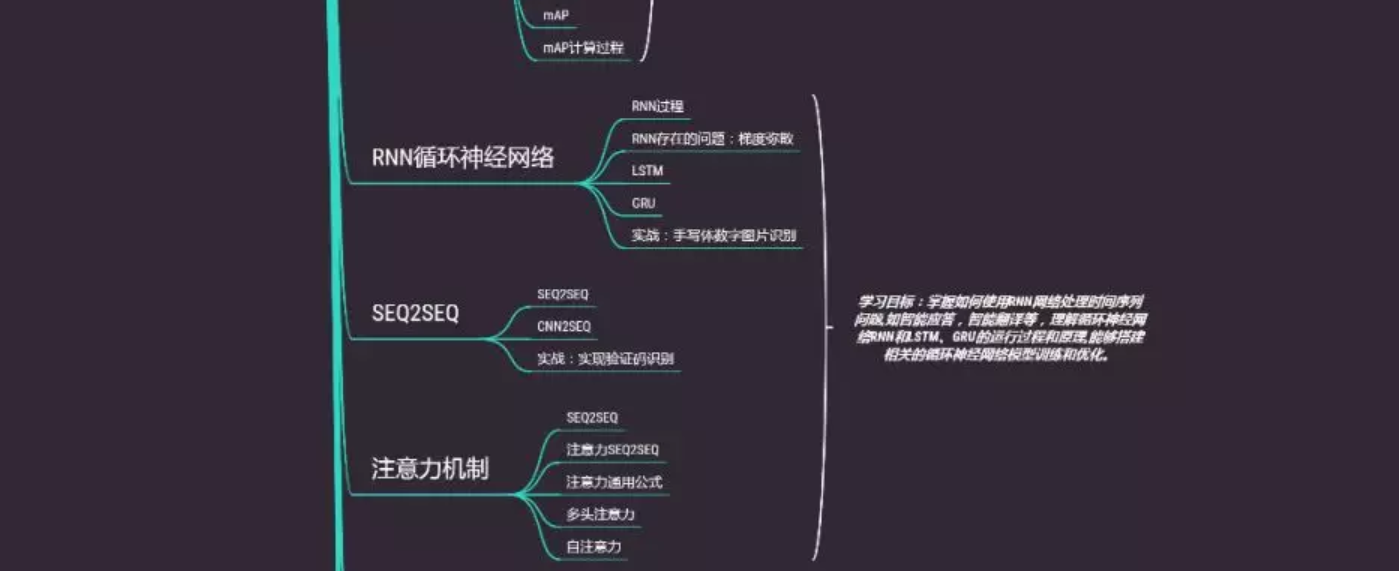 mAP
mAP计算过程
RNN循环神经网络
RNN过程
RNN存在的问题：梯度弥散
LSTM
GRU
实战：手写体数字图片识别
SEQ2SEQ
SEQ2SEQ
CNN2SEQ
实战：实现验证码识别
注意力机制
SEQ2SEQ
注意力SEQ2SEQ
注意力通用公式
多头注意力
自注意力
学习目标：掌握如何使用RNN网络处理时间序列
问题,如智能应答，智能翻译等，理解循环神经网
络RNN和LSTM、GRU的运行过程和原理,能够搭建
相关的循环神经网络模型训练和优化。